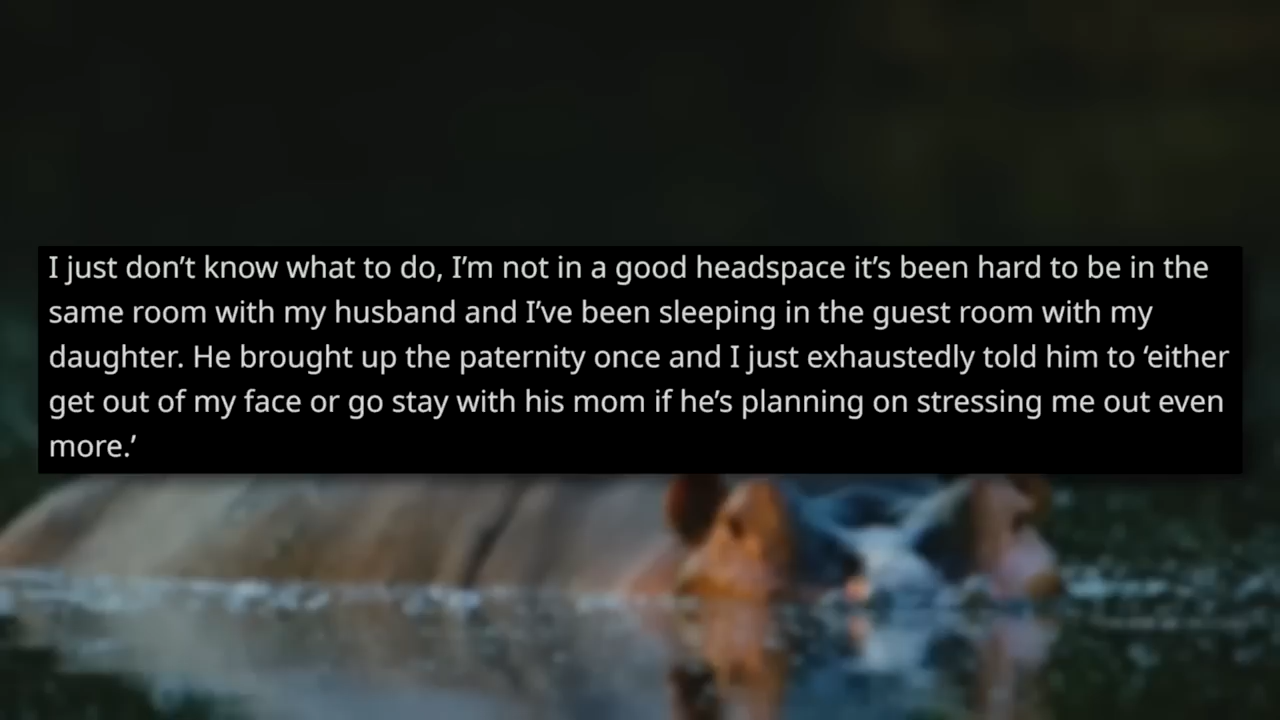 I just don’t know what to do, I’m not in a good headspace it’s been hard to be in the
same room with my husband and I’ve been sleeping in the guest room with my
daughter. He brought up the paternity once and I just exhaustedly told him to ‘either
get out of my face or go stay with his mom if he’s planning on stressing me out even
more.’